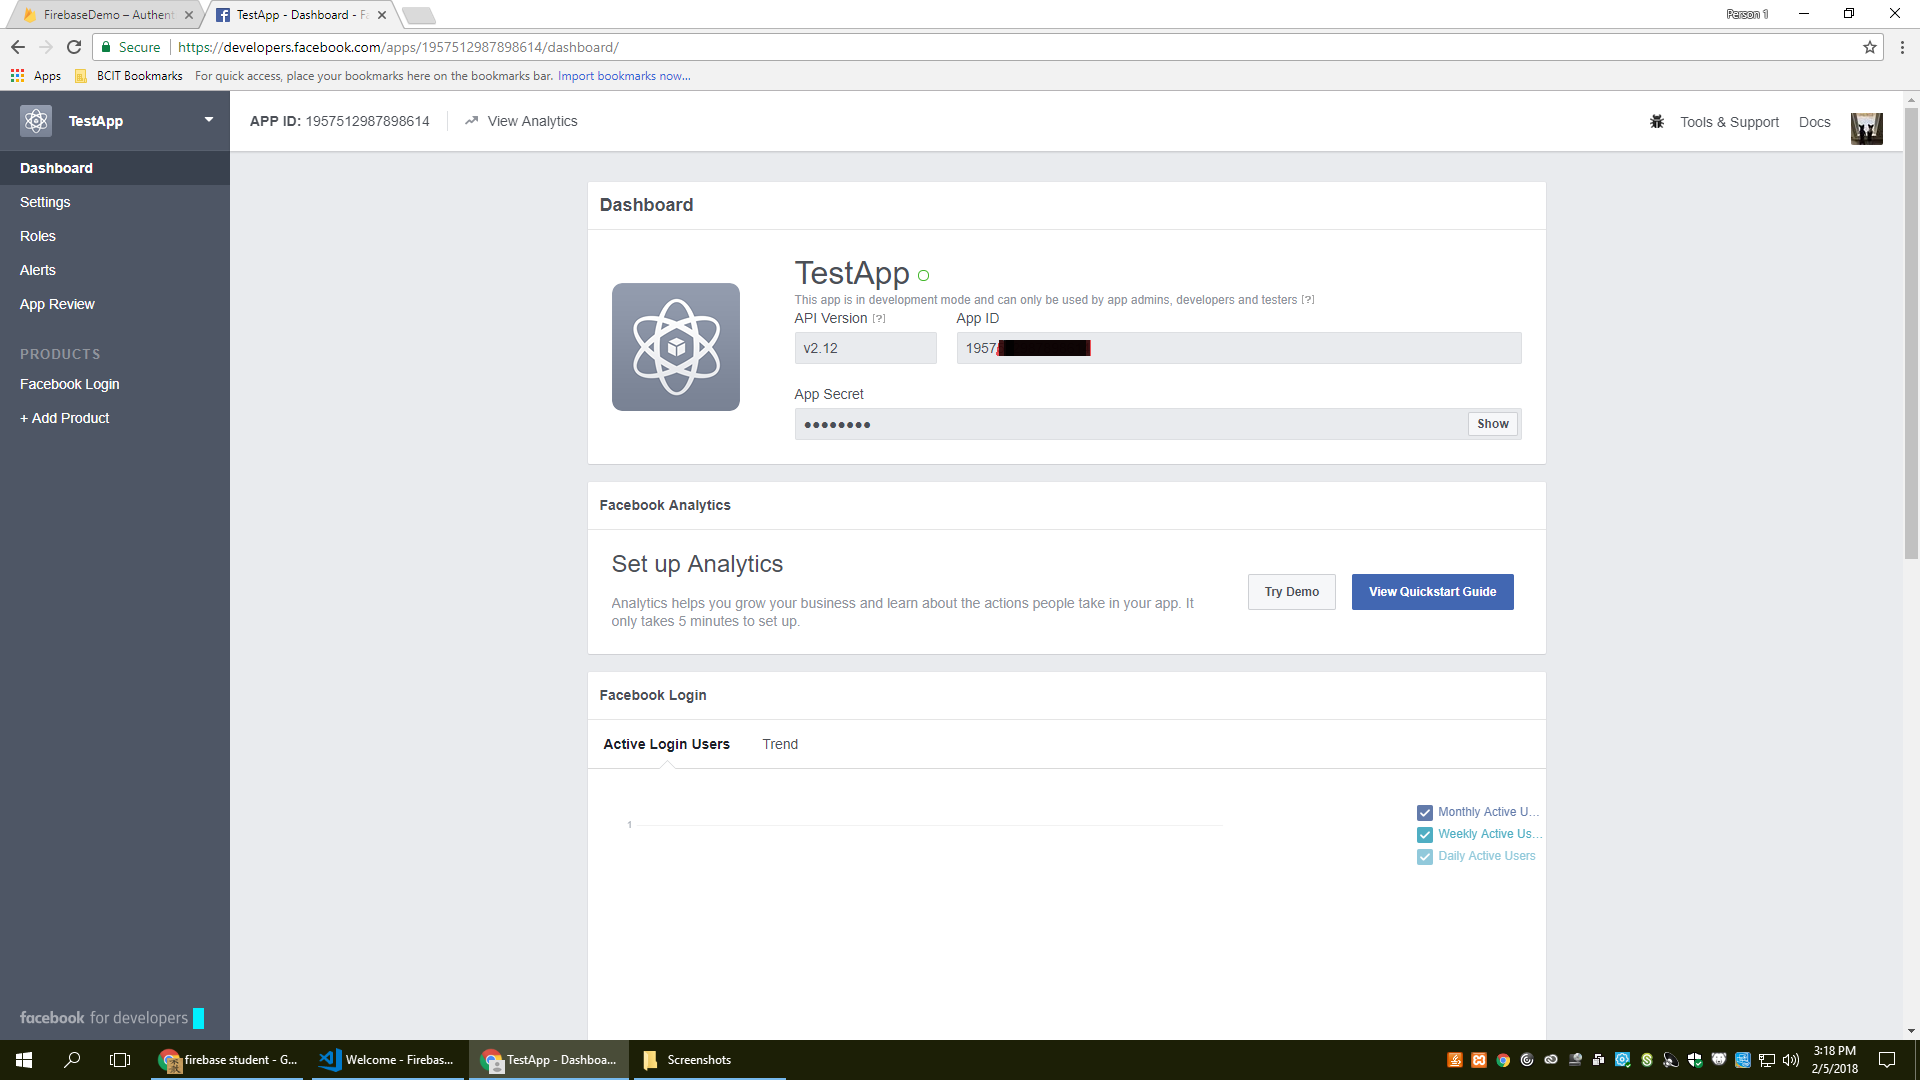 FirebaseDemo – Authent
TestApp - Dashboard - Fa
Person 1
Secure
https://developers.facebook.com/apps/1957512987898614/dashboard/
Apps
BCIT Bookmarks
For quick access, place your bookmarks here on the bookmarks bar. Import bookmarks now...
TestApp
APP ID: 1957512987898614
View Analytics
Tools & Support
Docs
Dashboard
Settings
Roles
Alerts
App Review
PRODUCTS
Facebook Login
+ Add Product
Dashboard
TestApp
This app is in development mode and can only be used by app admins, developers and testers [?]
API Version [?]
App ID
v2.12
1957
App Secret
●●●●●●●●
Show
Facebook Analytics
Set up Analytics
Analytics helps you grow your business and learn about the actions people take in your app. It
only takes 5 minutes to set up.
Try Demo
View Quickstart Guide
Facebook Login
Active Login Users
Trend
1
Monthly Active U...
Weekly Active Us...
Daily Active Users
facebook for developers
firebase student - G...
Welcome - Firebas...
TestApp - Dashboa...
Screenshots
3:18 PM
2/5/2018